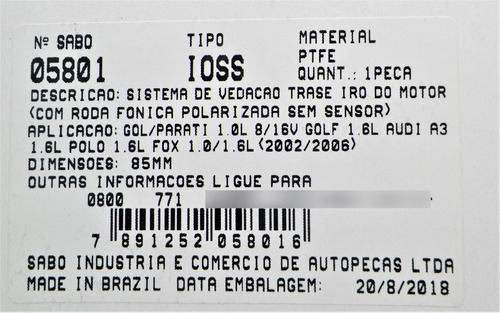 Nº SABO TIPO MATERIAL
05801 IOSS PTFE
QUANT.: 1PECA
DESCRICAO: SISTEMA DE VEDACAO TRASE IRO DO MOTOR
(COM RODA FONICA POLARIZADA SEM SENSOR)
APLICACAO: GOL/PARATI 1.0L 8/16V GOLF 1.6L AUDI A3
1.6L POLO 1.6L FOX 1.0/1.6L (2002/2006)
DIMENSOES: 85MM
OUTRAS INFORMACOES LIGUE PARA
0800 771
7 891252 058016
SABO INDUSTRIA E COMERCIO DE AUTOPECAS LTDA
MADE IN BRAZIL DATA EMBALAGEM: 20/8/2018